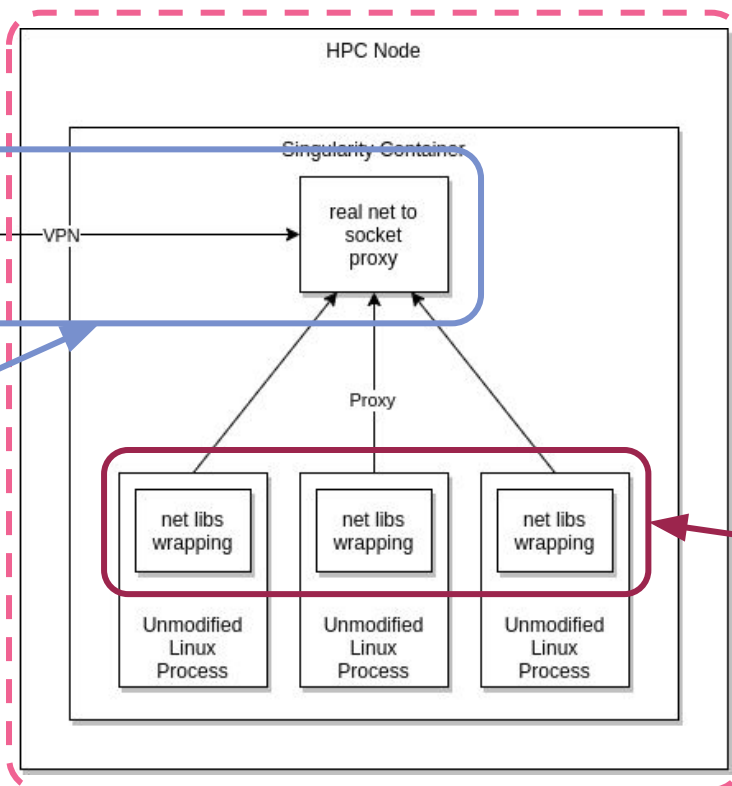 HPC Node
Singularity Container
real net to
socket
proxy
VPN
Proxy
net libs
wrapping
net libs
wrapping
net libs
wrapping
Unmodified
Linux
Process
Unmodified
Linux
Process
Unmodified
Linux
Process